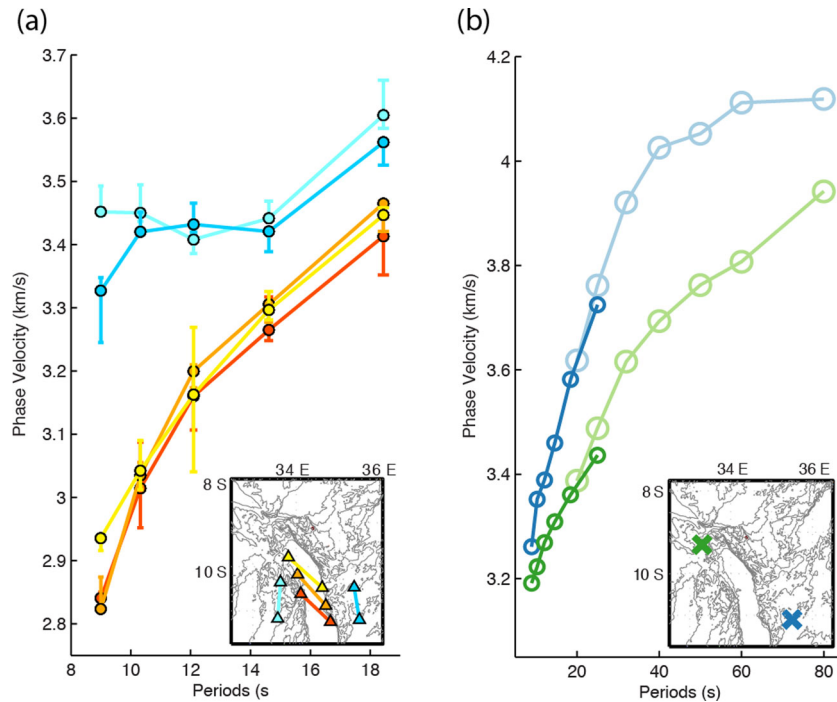 (a)
3.7
3.6
3.5
3.4
3.3
3.2
3.1
3
2.9
2.8
Phase Velocity (km/s)
8
10
12
14
16
18
Periods (s
34 E
36 E
8 S
10 S
(b)
4.2
4
3.8
3.6
3.4
3.2
Phase Velocity (km/s)
20
40
60
80
Periods (s)
34 E
36 E
8 S
10 S